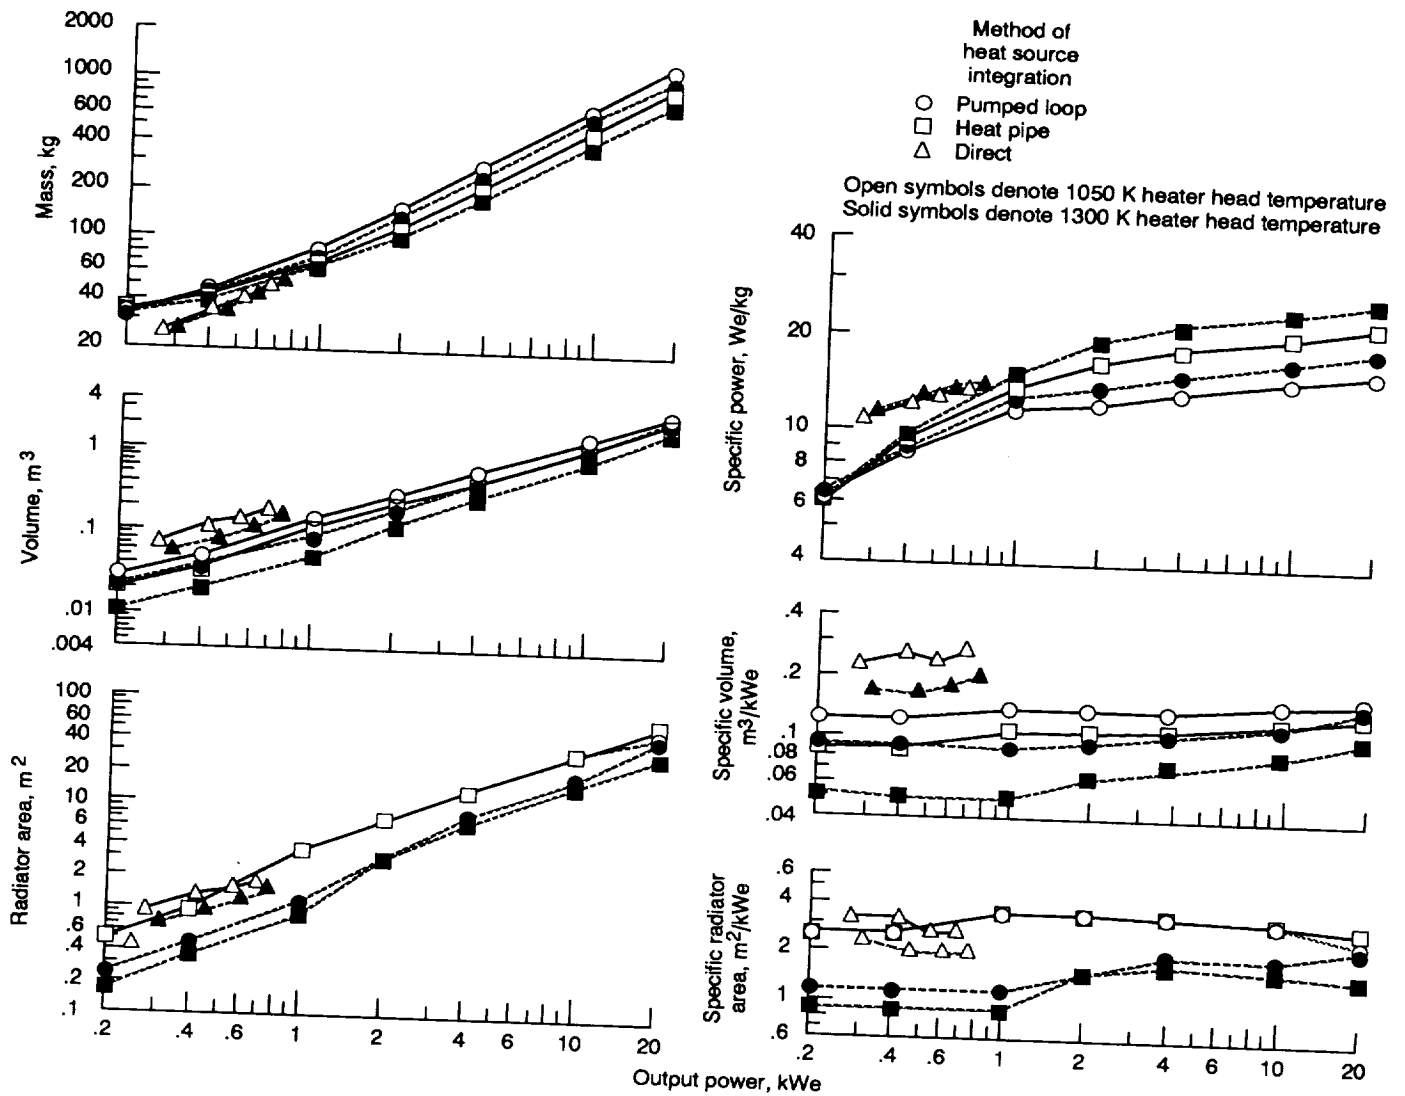 Method of
heat source
integration
Pumped loop
Heat pipe
Direct
Open symbols denote 1050 K heater head temperature
Solid symbols denote 1300 K heater head temperature
Mass, kg
2000
1000
600
400
200
100
60
40
20
Volume, m3
4
1
.1
.01
.004
Radiator area, m2
100
60
40
20
10
6
4
2
1
.6
.4
.2
.1
.2 .4 .6 1 2 4 6 10 20
Specific power, We/kg
40
20
10
8
6
4
Specific volume,
m3/kWe
.4
.2
.1
.08
.06
.04
Specific radiator
area, m2/kWe
.6
4
2
1
.6
.2 .4 .6 1 2 4 6 10 20
Output power, kWe